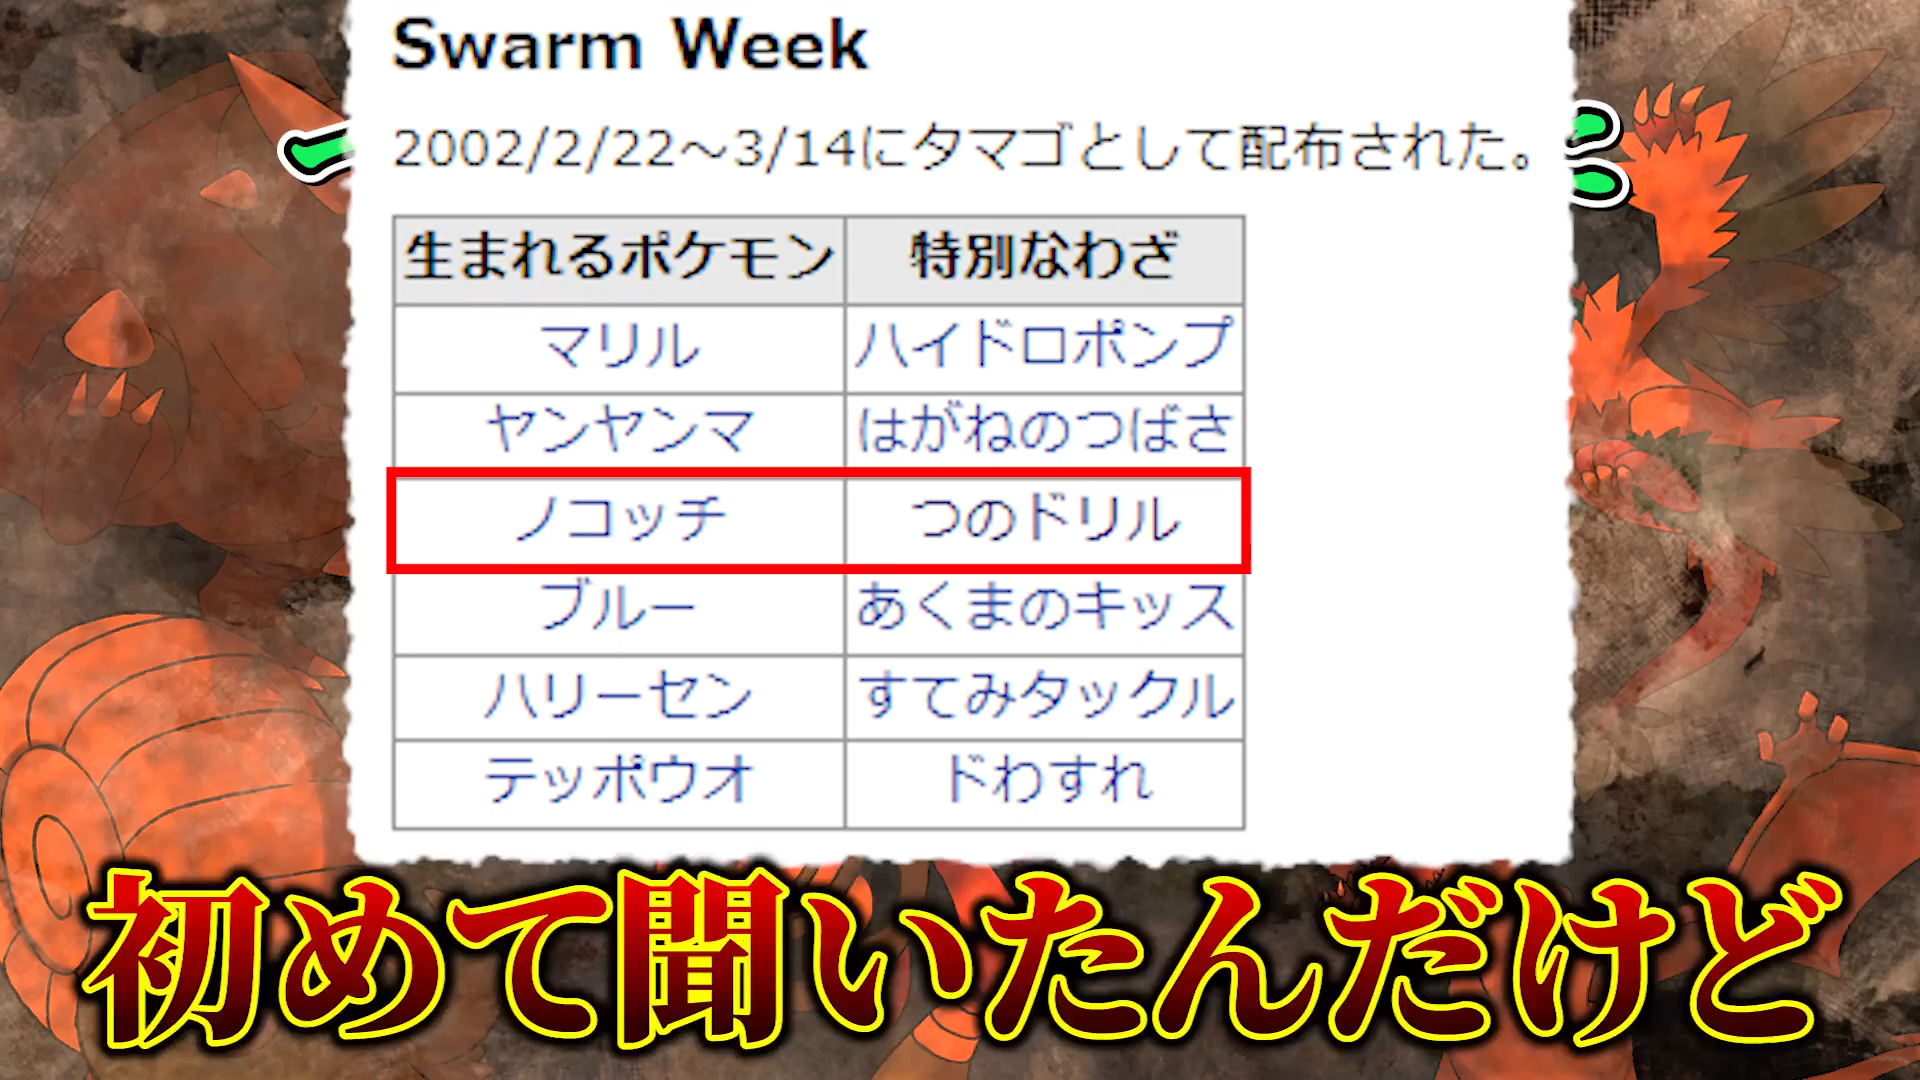 Swarm Week
2002/2/22～3/14にタマゴとして配布された。
生まれるポケモン 特別なわざ
マリル ハイドロポンプ
ヤンヤンマ はがねのつばさ
ノコッチ つのドリル
ブルー あくまのキッス
ハリーセン すてみタックル
テッポウオ ドわすれ
初めて聞いたんだけど